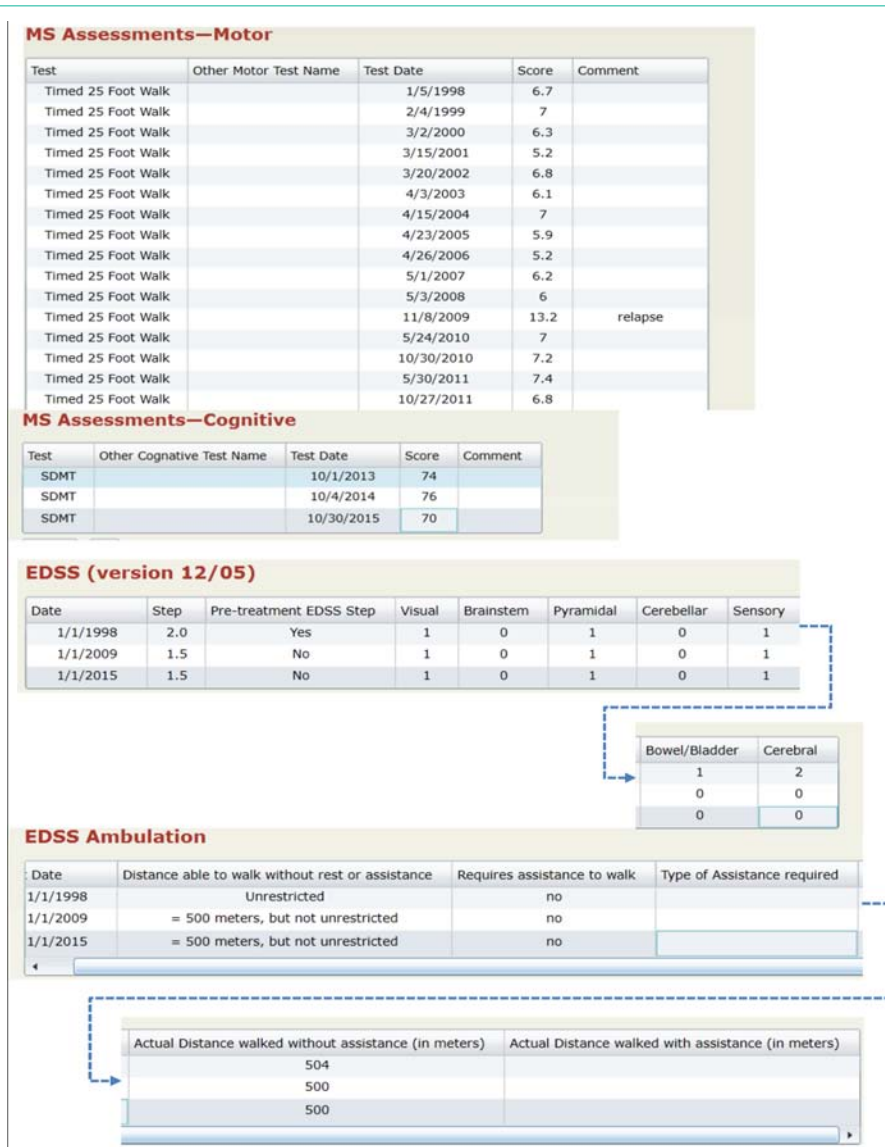 MS Assessments—Motor
Test Other Motor Test Name Test Date Score Comment
Timed 25 Foot Walk 1/5/1998 6.7
Timed 25 Foot Walk 2/4/1999 7
Timed 25 Foot Walk 3/2/2000 6.3
Timed 25 Foot Walk 3/15/2001 5.2
Timed 25 Foot Walk 3/20/2002 6.8
Timed 25 Foot Walk 4/3/2003 6.1
Timed 25 Foot Walk 4/15/2004 7
Timed 25 Foot Walk 4/23/2005 5.9
Timed 25 Foot Walk 4/26/2006 5.2
Timed 25 Foot Walk 5/1/2007 6.2
Timed 25 Foot Walk 5/3/2008 6
Timed 25 Foot Walk 11/8/2009 13.2 relapse
Timed 25 Foot Walk 5/24/2010 7
Timed 25 Foot Walk 10/30/2010 7.2
Timed 25 Foot Walk 5/30/2011 7.4
Timed 25 Foot Walk 10/27/2011 6.8
MS Assessments—Cognitive
Test Other Cognative Test Name Test Date Score Comment
SDMT 10/1/2013 74
SDMT 10/4/2014 76
SDMT 10/30/2015 70
EDSS (version 12/05)
Date Step Pre-treatment EDSS Step Visual Brainstem Pyramidal Cerebellar Sensory
1/1/1998 2.0 Yes 1 0 1 0 1
1/1/2009 1.5 No 1 0 1 0 1
1/1/2015 1.5 No 1 0 1 0 1
Bowel/Bladder Cerebral
1 2
0 0
0 0
EDSS Ambulation
: Date Distance able to walk without rest or assistance Requires assistance to walk Type of Assistance required
1/1/1998 Unrestricted no
1/1/2009 = 500 meters, but not unrestricted no
1/1/2015 = 500 meters, but not unrestricted no
Actual Distance walked without assistance (in meters) Actual Distance walked with assistance (in meters)
504
500
500